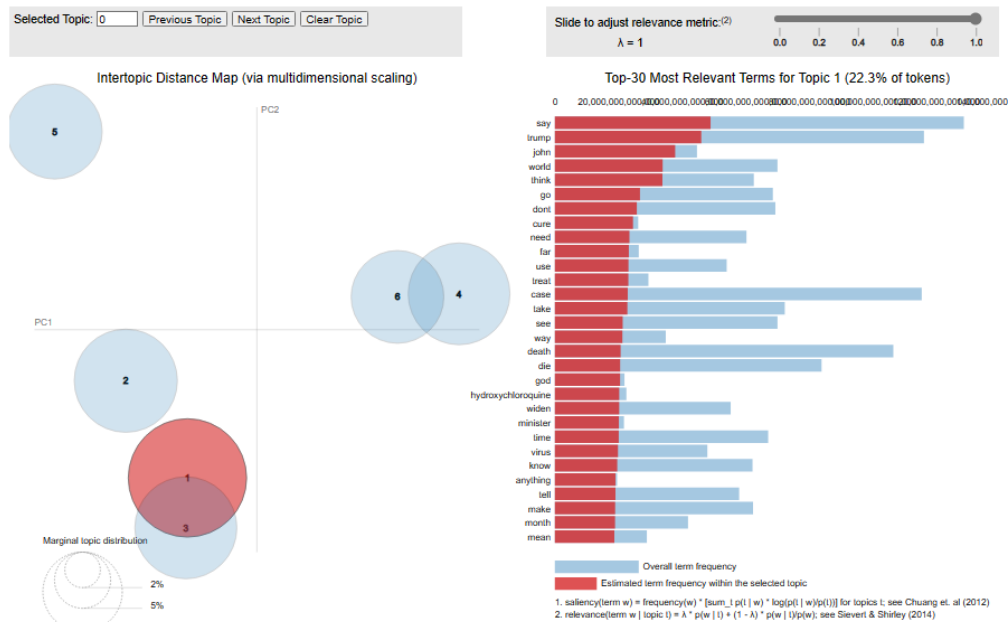 Selected Topic: 0 Previous Topic Next Topic Clear Topic
Slide to adjust relevance metric:(2)
λ = 1
0.0 0.2 0.4 0.6 0.8 1.0
Intertopic Distance Map (via multidimensional scaling)
PC2
PC1
5
6
4
2
1
3
Marginal topic distribution
2%
5%
Top-30 Most Relevant Terms for Topic 1 (22.3% of tokens)
0
say
trump
john
world
think
go
dont
cure
need
far
use
treat
case
take
see
way
death
die
god
hydroxychloroquine
widen
minister
time
virus
know
anything
tell
make
month
mean
Overall term frequency
Estimated term frequency within the selected topic
1. saliency(term w) = frequency(w) * [sum_t p(t | w) * log(p(t | w)/p(t))] for topics t; see Chuang et. al (2012)
2. relevance(term w | topic t) = λ * p(w | t) + (1 - λ) * p(w | t)/p(w); see Sievert & Shirley (2014)